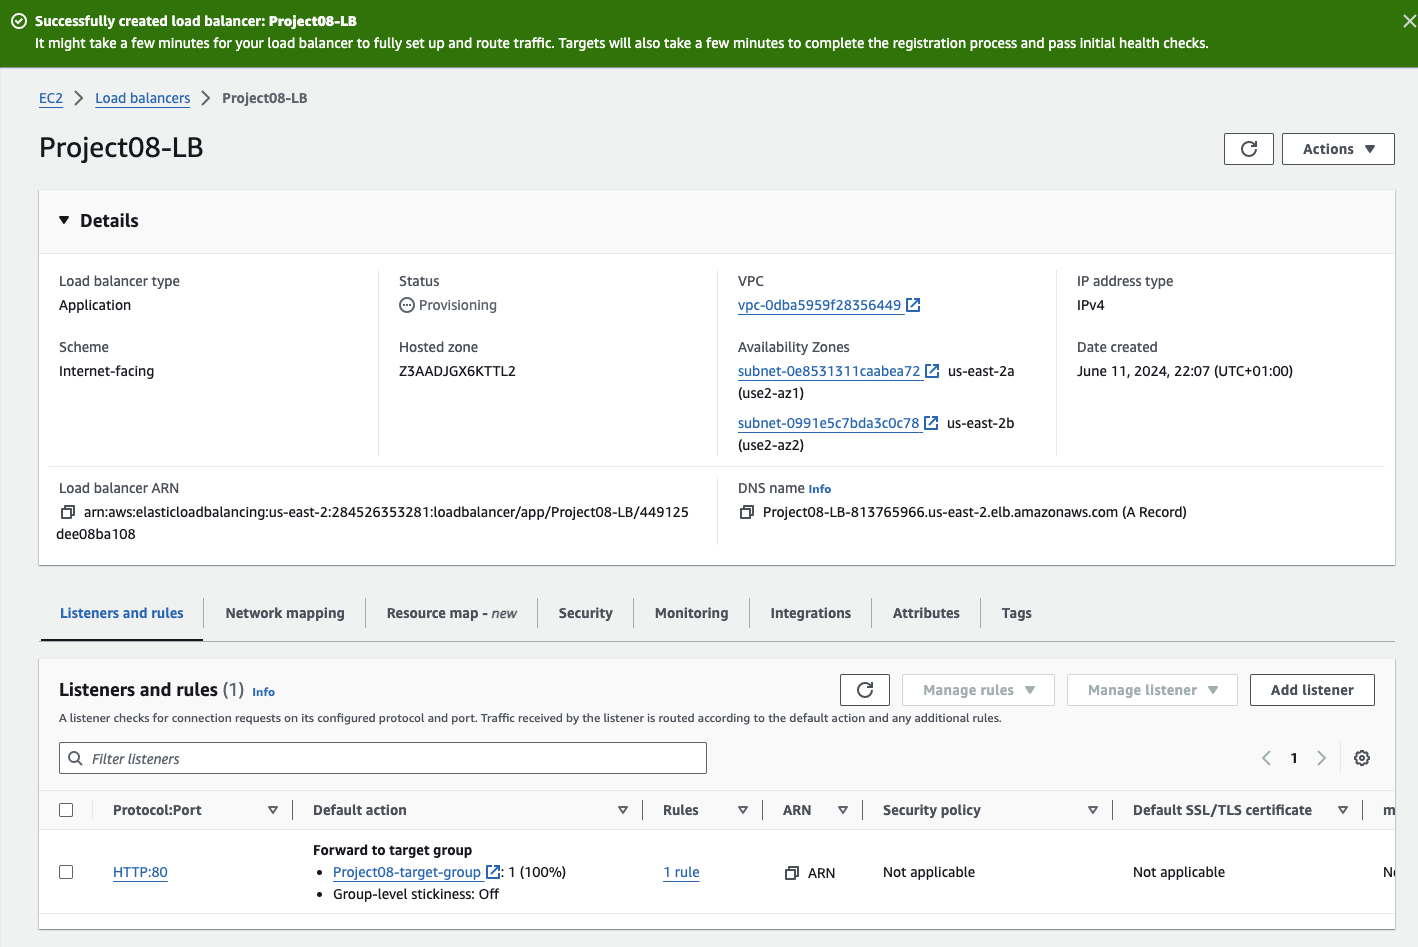 Successfully created load balancer: Project08-LB
It might take a few minutes for your load balancer to fully set up and route traffic. Targets will also take a few minutes to complete the registration process and pass initial health checks.
EC2 > Load balancers > Project08-LB
Project08-LB
Actions
Details
Load balancer type
Application
Status
Provisioning
VPC
vpc-0dba5959f28356449
IP address type
IPv4
Scheme
Internet-facing
Hosted zone
Z3AADJGX6KTTL2
Availability Zones
subnet-0e8531311caabea72 us-east-2a
(use2-az1)
subnet-0991e5c7bda3c0c78 us-east-2b
(use2-az2)
Date created
June 11, 2024, 22:07 (UTC+01:00)
Load balancer ARN
arn:aws:elasticloadbalancing:us-east-2:284526353281:loadbalancer/app/Project08-LB/449125
dee08ba108
DNS name Info
Project08-LB-813765966.us-east-2.elb.amazonaws.com (A Record)
Listeners and rules Network mapping Resource map - new Security Monitoring Integrations Attributes Tags
Listeners and rules (1) Info
Manage rules Manage listener Add listener
A listener checks for connection requests on its configured protocol and port. Traffic received by the listener is routed according to the default action and any additional rules.
Filter listeners
1
Protocol:Port Default action Rules ARN Security policy Default SSL/TLS certificate m
Forward to target group
HTTP:80 • Project08-target-group : 1 (100%) 1 rule ARN Not applicable Not applicable
• Group-level stickiness: Off